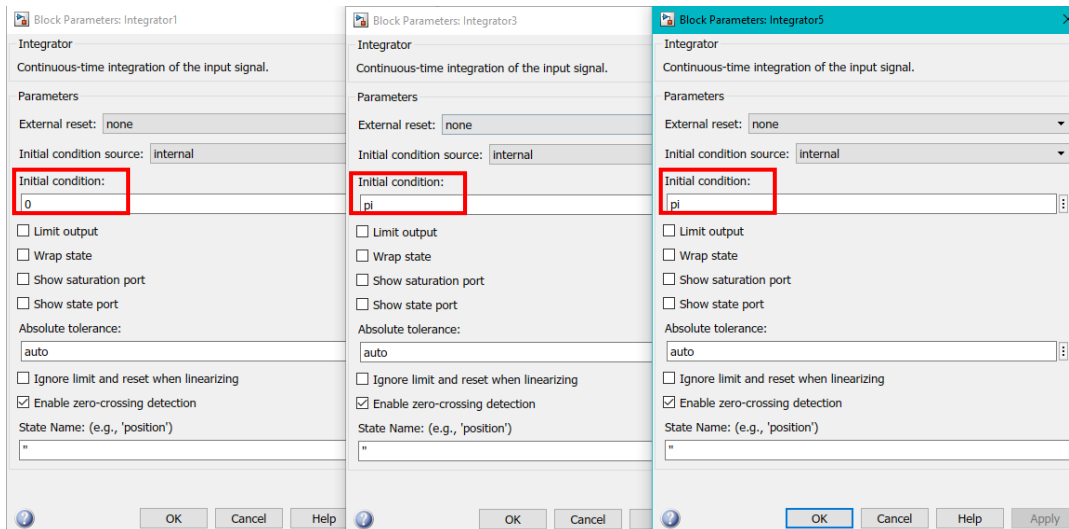 Block Parameters: Integrator1
Integrator
Continuous-time integration of the input signal.
Parameters
External reset: none
Initial condition source: internal
Initial condition:
0
Limit output
Wrap state
Show saturation port
Show state port
Absolute tolerance:
auto
Ignore limit and reset when linearizing
Enable zero-crossing detection
State Name: (e.g., 'position')
''
OK Cancel Help
Block Parameters: Integrator3
Integrator
Continuous-time integration of the input signal.
Parameters
External reset: none
Initial condition source: internal
Initial condition:
pi
Limit output
Wrap state
Show saturation port
Show state port
Absolute tolerance:
auto
Ignore limit and reset when linearizing
Enable zero-crossing detection
State Name: (e.g., 'position')
''
OK Cancel
Block Parameters: Integrator5
Integrator
Continuous-time integration of the input signal.
Parameters
External reset: none
Initial condition source: internal
Initial condition:
pi
Limit output
Wrap state
Show saturation port
Show state port
Absolute tolerance:
auto
Ignore limit and reset when linearizing
Enable zero-crossing detection
State Name: (e.g., 'position')
''
OK Cancel Help Apply